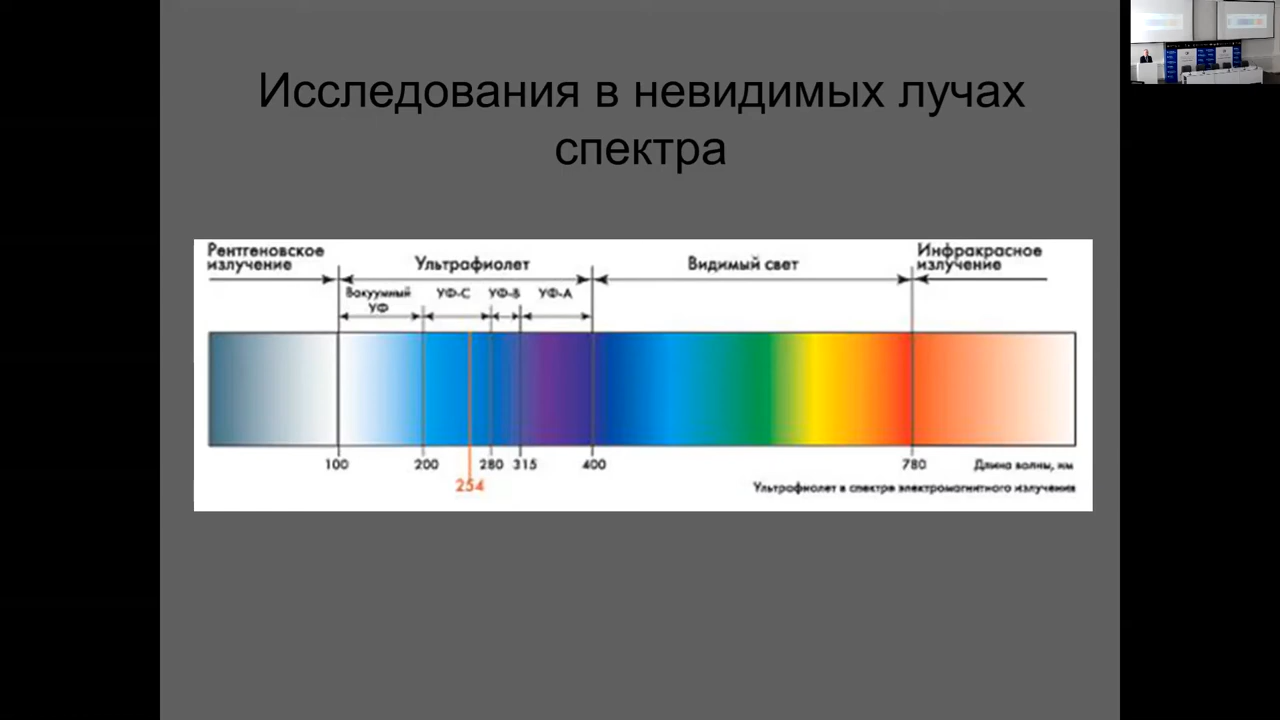 Исследования в невидимых лучах
спектра
Рентгеновское
излучение
Ультрафиолет
Видимый свет
Инфракрасное
излучение
Вакуумный
УФ
УФ-С
УФ-В
УФ-А
100
200
254
280
315
400
780
Длина волны, нм
Ультрафиолет в спектре электромагнитного излучения